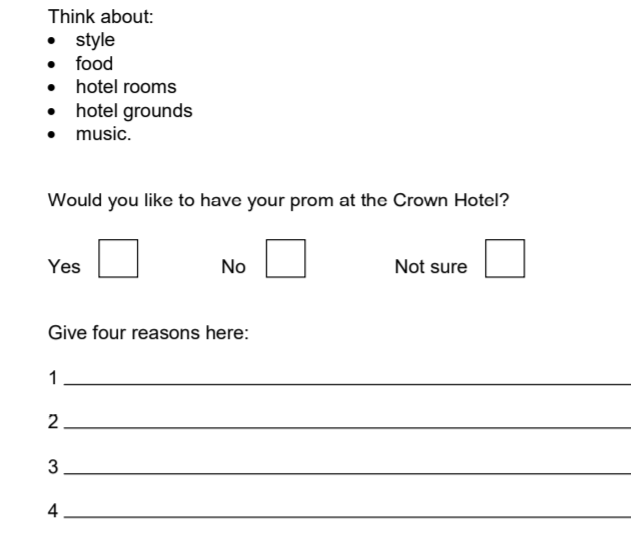 Think about:
• style
• food
• hotel rooms
• hotel grounds
• music.
Would you like to have your prom at the Crown Hotel?
Yes No Not sure
Give four reasons here:
1
2
3
4